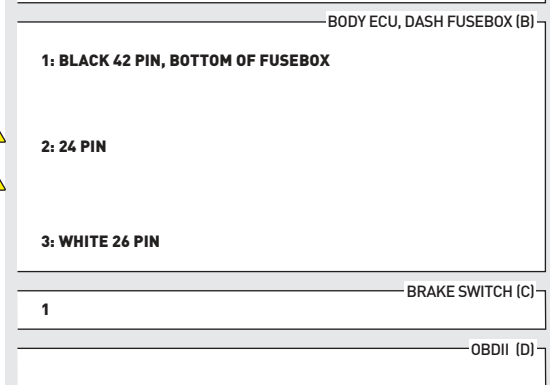 BODY ECU, DASH FUSEBOX (B)
1: BLACK 42 PIN, BOTTOM OF FUSEBOX
2: 24 PIN
3: WHITE 26 PIN
BRAKE SWITCH (C)
1
OBDII (D)